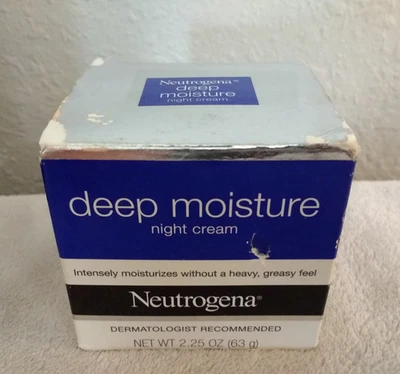 Neutrogena®
deep
moisture
night cream
deep moisture
night cream
Intensely moisturizes without a heavy, greasy feel
Neutrogena®
DERMATOLOGIST RECOMMENDED
NET WT 2.25 OZ (63 g)